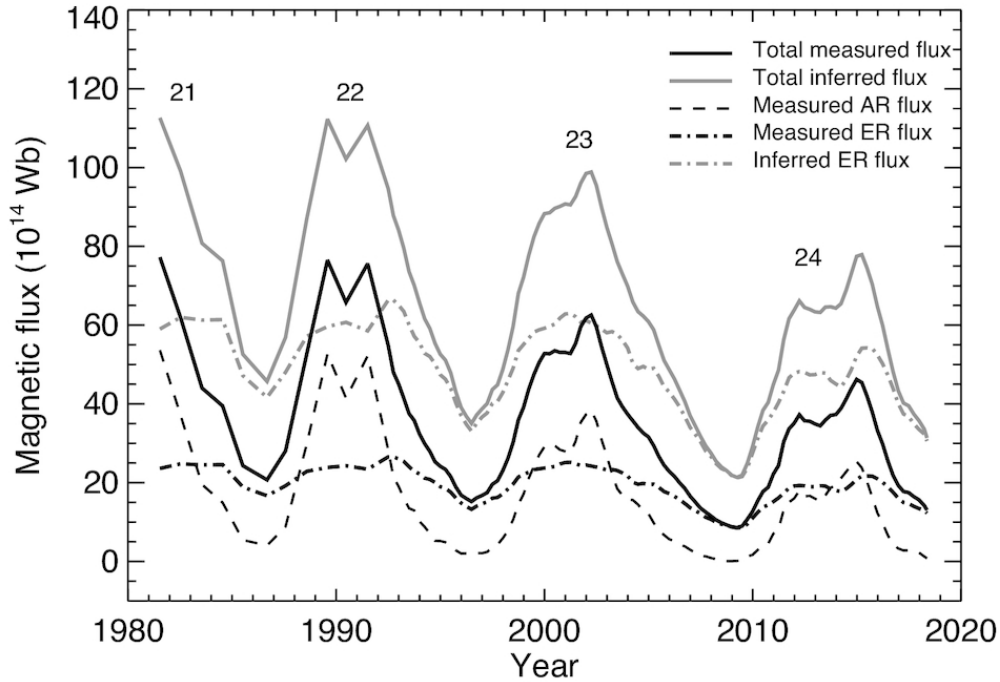 140
120
100
80
60
40
20
0
Magnetic flux (10¹⁴ Wb)
21
22
23
24
Total measured flux
Total inferred flux
Measured AR flux
Measured ER flux
Inferred ER flux
1980
1990
2000
2010
2020
Year